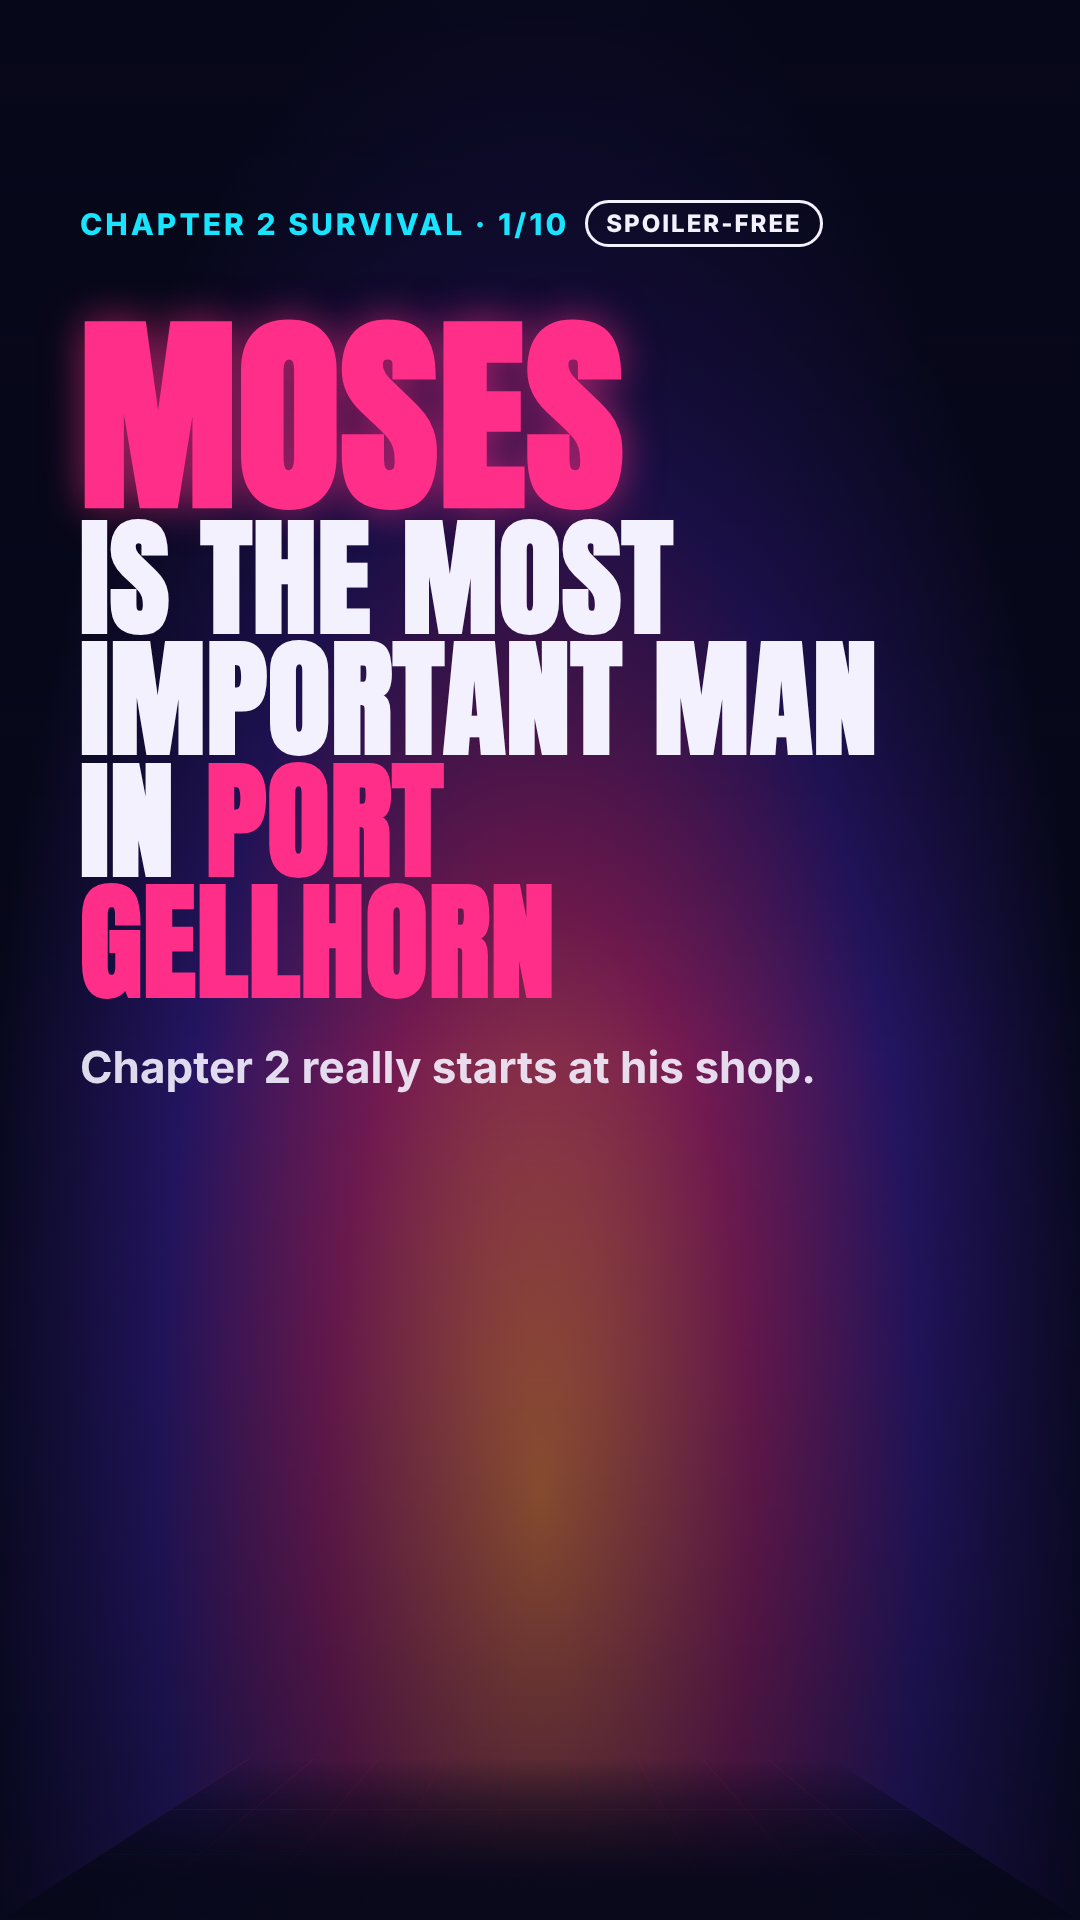 CHAPTER 2 SURVIVAL · 1/10 SPOILER-FREE
MOSES
IS THE MOST
IMPORTANT MAN
IN PORT
GELLHORN
Chapter 2 really starts at his shop.